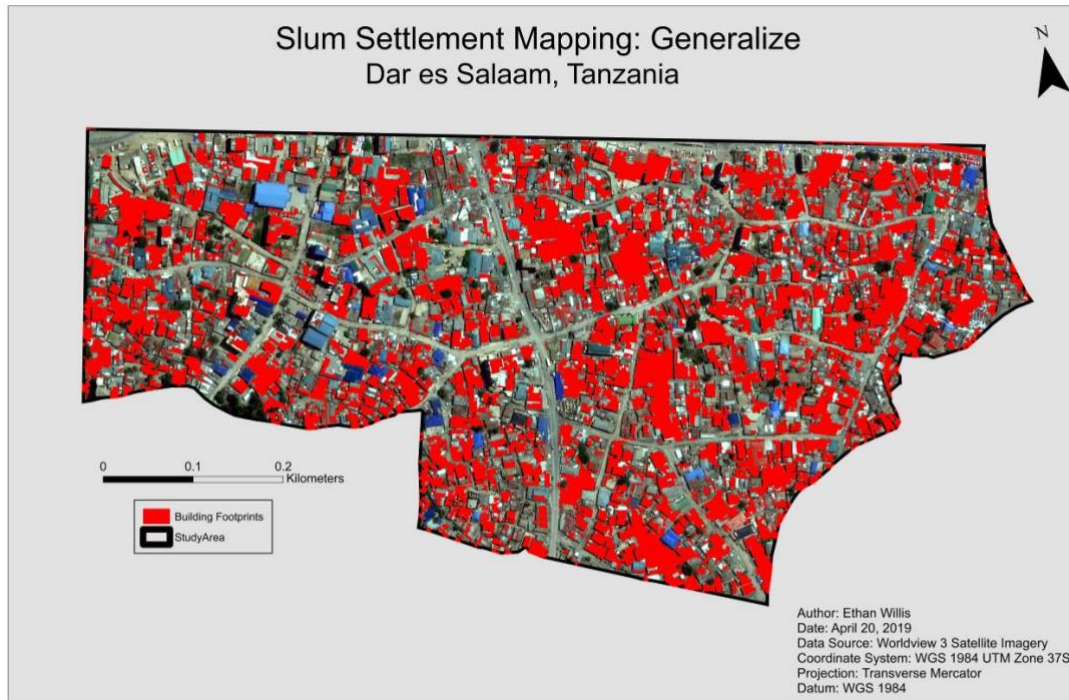 Slum Settlement Mapping: Generalize
Dar es Salaam, Tanzania
N
0 0.1 0.2
Kilometers
Building Footprints
StudyArea
Author: Ethan Willis
Date: April 20, 2019
Data Source: Worldview 3 Satellite Imagery
Coordinate System: WGS 1984 UTM Zone 37S
Projection: Transverse Mercator
Datum: WGS 1984